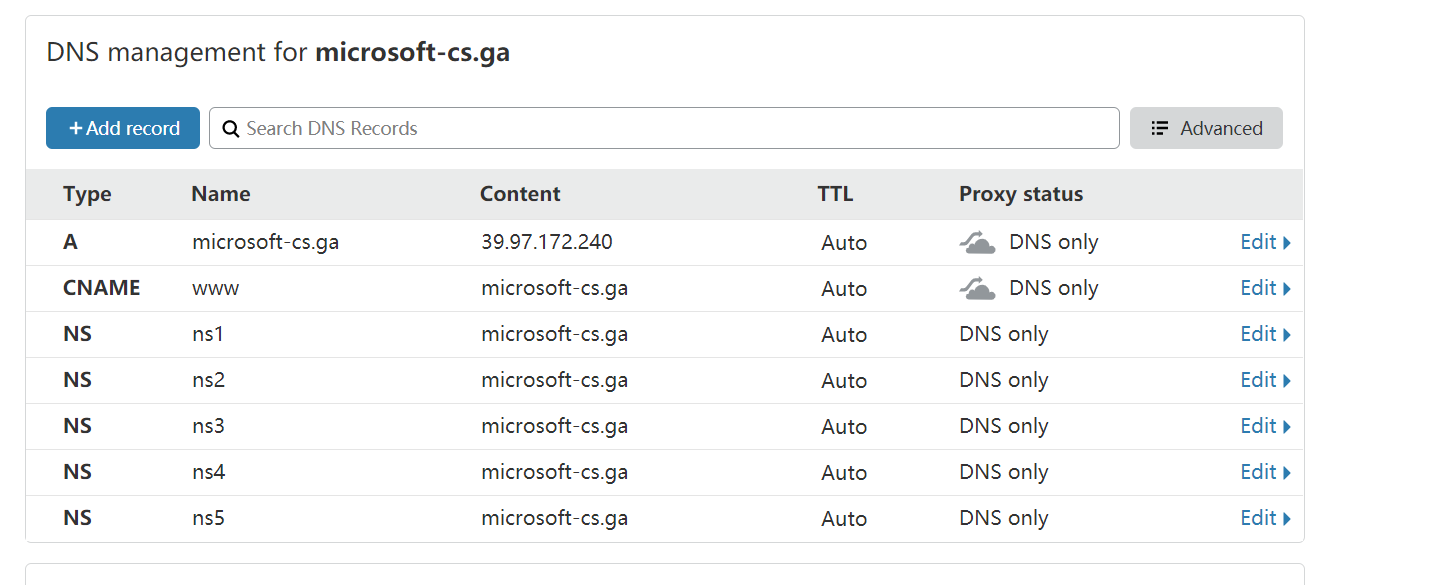 DNS management for microsoft-cs.ga
+ Add record Search DNS Records Advanced
Type Name Content TTL Proxy status
A microsoft-cs.ga 39.97.172.240 Auto DNS only Edit
CNAME www microsoft-cs.ga Auto DNS only Edit
NS ns1 microsoft-cs.ga Auto DNS only Edit
NS ns2 microsoft-cs.ga Auto DNS only Edit
NS ns3 microsoft-cs.ga Auto DNS only Edit
NS ns4 microsoft-cs.ga Auto DNS only Edit
NS ns5 microsoft-cs.ga Auto DNS only Edit